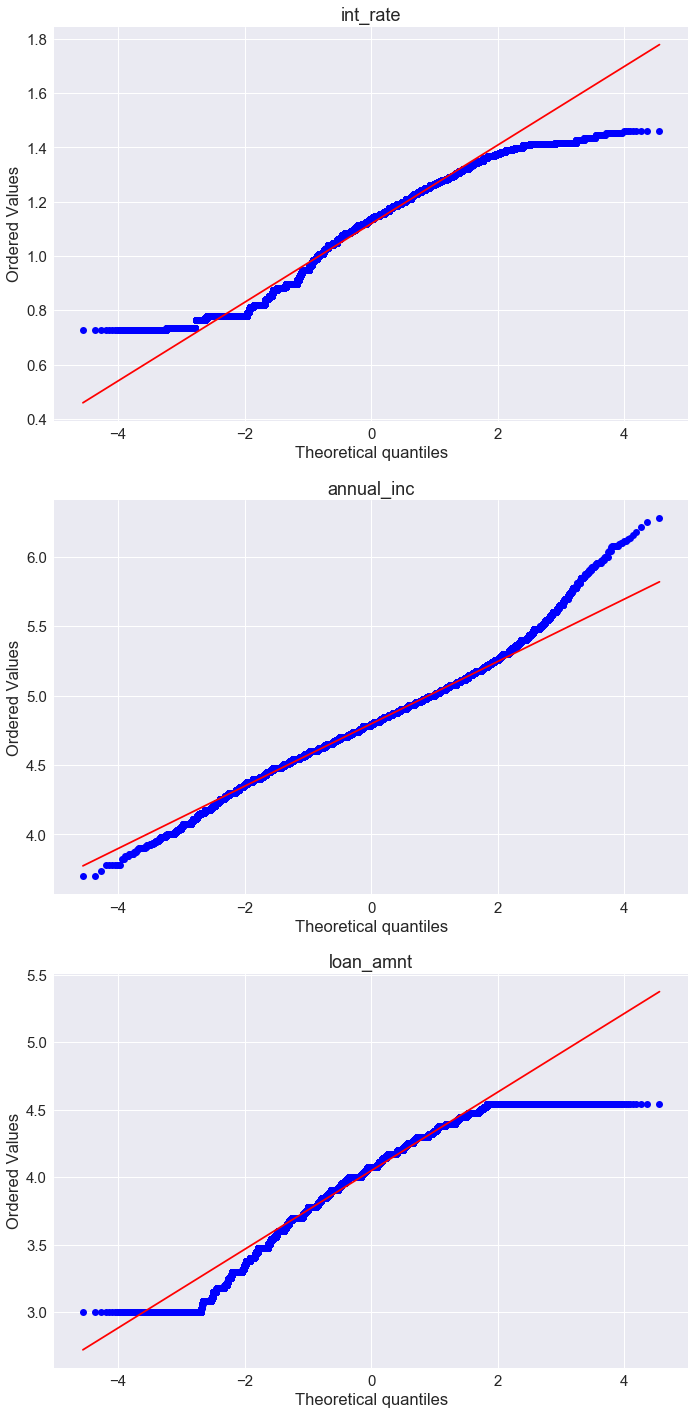 int_rate
1.8
1.6
1.4
1.2
1.0
0.8
0.6
0.4
Ordered Values
−4 −2 0 2 4
Theoretical quantiles
annual_inc
6.0
5.5
5.0
4.5
4.0
Ordered Values
−4 −2 0 2 4
Theoretical quantiles
loan_amnt
5.5
5.0
4.5
4.0
3.5
3.0
Ordered Values
−4 −2 0 2 4
Theoretical quantiles